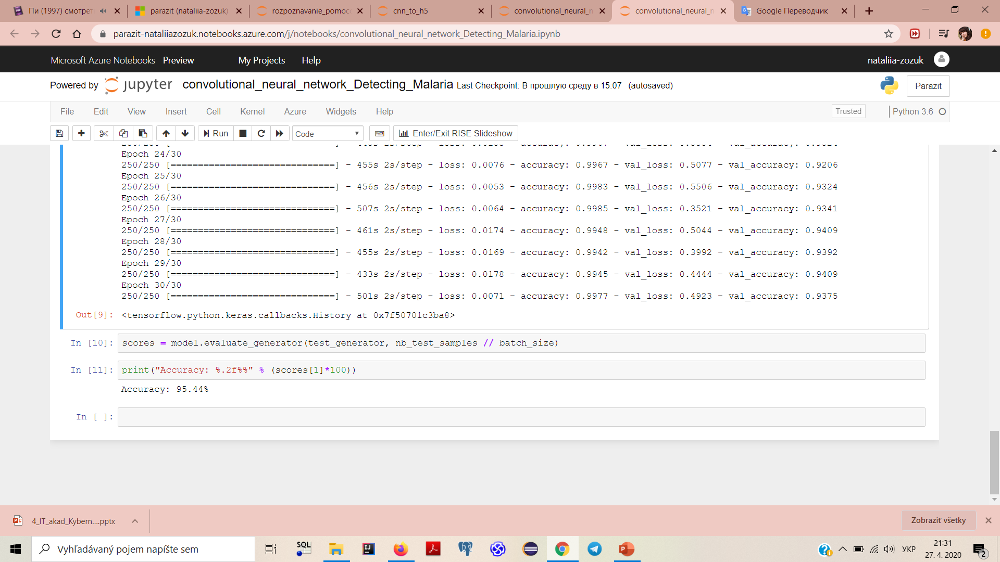 Пи (1997) смотреть
parazit (nataliia-zozuk)
rozpoznavanie_pomoco
cnn_to_h5
convolutional_neural_n
convolutional_neural_n
Google Переводчик
parazit-nataliiazozuk.notebooks.azure.com/j/notebooks/convolutional_neural_network_Detecting_Malaria.ipynb
Microsoft Azure Notebooks Preview My Projects Help nataliia-zozuk
Powered by jupyter convolutional_neural_network_Detecting_Malaria Last Checkpoint: В прошлую среду в 15:07 (autosaved) Parazit
File Edit View Insert Cell Kernel Azure Widgets Help Trusted Python 3.6
Run Code Enter/Exit RISE Slideshow
Epoch 24/30
250/250 [==============================] - 455s 2s/step - loss: 0.0076 - accuracy: 0.9967 - val_loss: 0.5077 - val_accuracy: 0.9206
Epoch 25/30
250/250 [==============================] - 456s 2s/step - loss: 0.0053 - accuracy: 0.9983 - val_loss: 0.5506 - val_accuracy: 0.9324
Epoch 26/30
250/250 [==============================] - 507s 2s/step - loss: 0.0064 - accuracy: 0.9985 - val_loss: 0.3521 - val_accuracy: 0.9341
Epoch 27/30
250/250 [==============================] - 461s 2s/step - loss: 0.0174 - accuracy: 0.9948 - val_loss: 0.5044 - val_accuracy: 0.9409
Epoch 28/30
250/250 [==============================] - 455s 2s/step - loss: 0.0169 - accuracy: 0.9942 - val_loss: 0.3992 - val_accuracy: 0.9392
Epoch 29/30
250/250 [==============================] - 433s 2s/step - loss: 0.0178 - accuracy: 0.9945 - val_loss: 0.4444 - val_accuracy: 0.9409
Epoch 30/30
250/250 [==============================] - 501s 2s/step - loss: 0.0071 - accuracy: 0.9977 - val_loss: 0.4923 - val_accuracy: 0.9375
Out[9]: <tensorflow.python.keras.callbacks.History at 0x7f50701c3ba8>
In [10]: scores = model.evaluate_generator(test_generator, nb_test_samples // batch_size)
In [11]: print("Accuracy: %.2f%%" % (scores[1]*100))
Accuracy: 95.44%
In [ ]:
4_IT_akad_Kybern....pptx
Zobraziť všetky
Vyhľadávaný pojem napíšte sem
SQL
УКР
21:31
27. 4. 2020
2